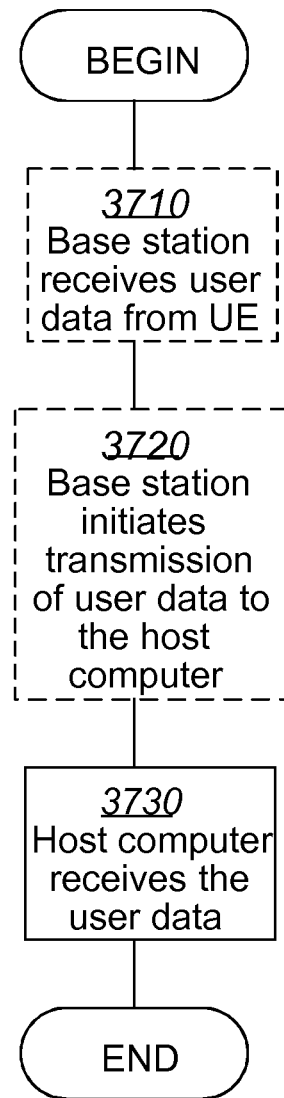 BEGIN
3710
Base station
receives user
data from UE
3720
Base station
initiates
transmission
of user data to
the host
computer
3730
Host computer
receives the
user data
END